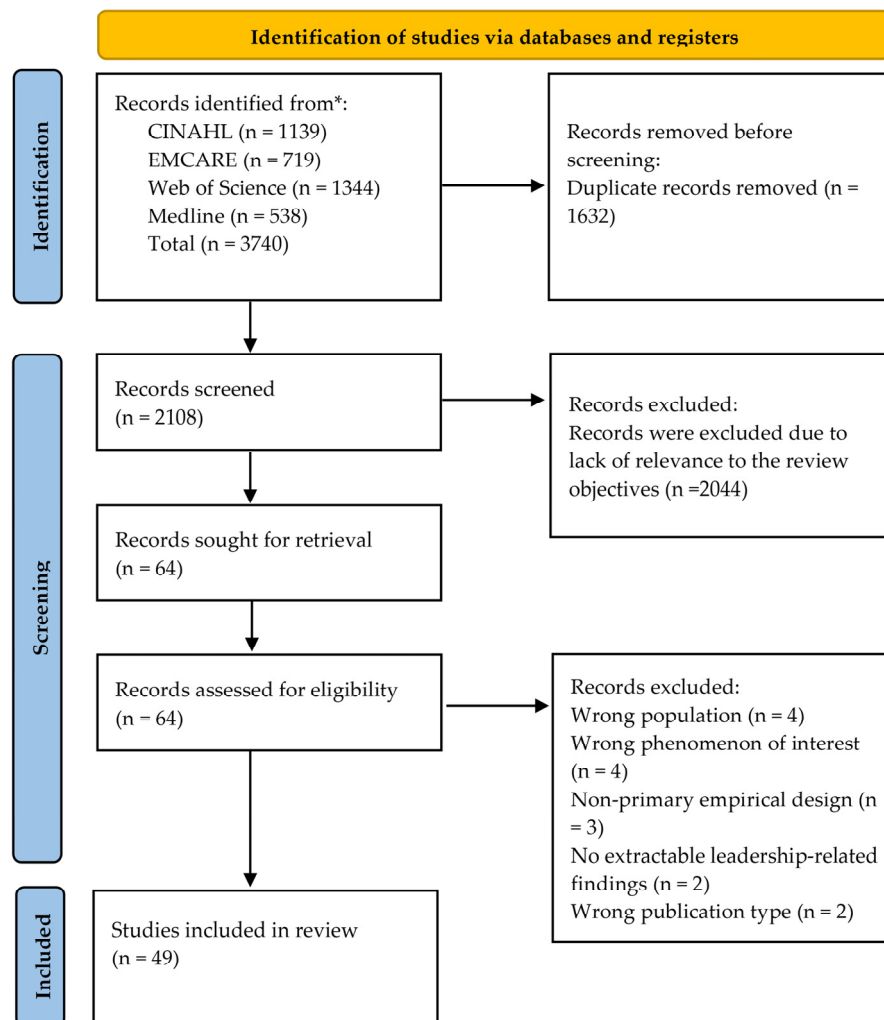 Identification of studies via databases and registers
Identification
Records identified from*:
CINAHL (n = 1139)
EMCARE (n = 719)
Web of Science (n = 1344)
Medline (n = 538)
Total (n = 3740)
Records removed before
screening:
Duplicate records removed (n =
1632)
Screening
Records screened
(n = 2108)
Records excluded:
Records were excluded due to
lack of relevance to the review
objectives (n =2044)
Records sought for retrieval
(n = 64)
Records assessed for eligibility
(n = 64)
Records excluded:
Wrong population (n = 4)
Wrong phenomenon of interest
(n = 4)
Non-primary empirical design (n
= 3)
No extractable leadership-related
findings (n = 2)
Wrong publication type (n = 2)
Included
Studies included in review
(n = 49)